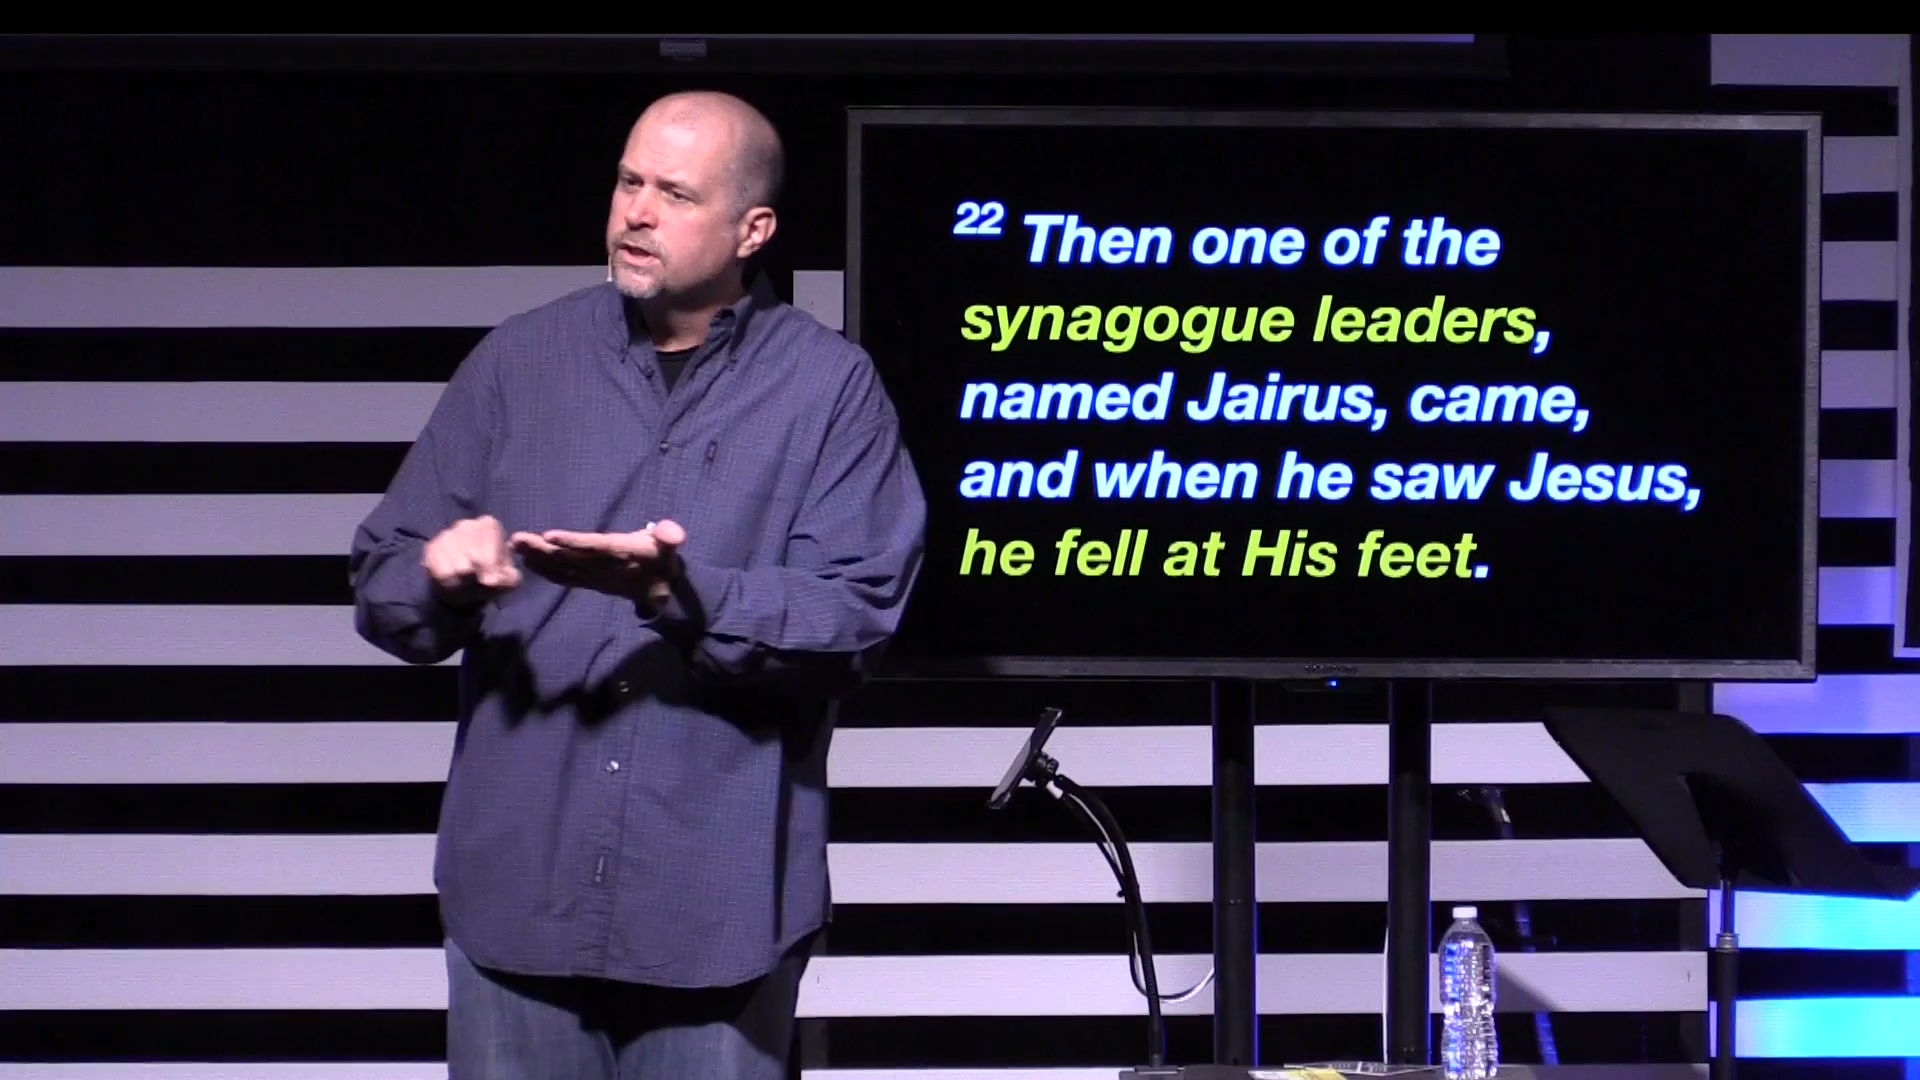 22 Then one of the
synagogue leaders,
named Jairus, came,
and when he saw Jesus,
he fell at His feet.